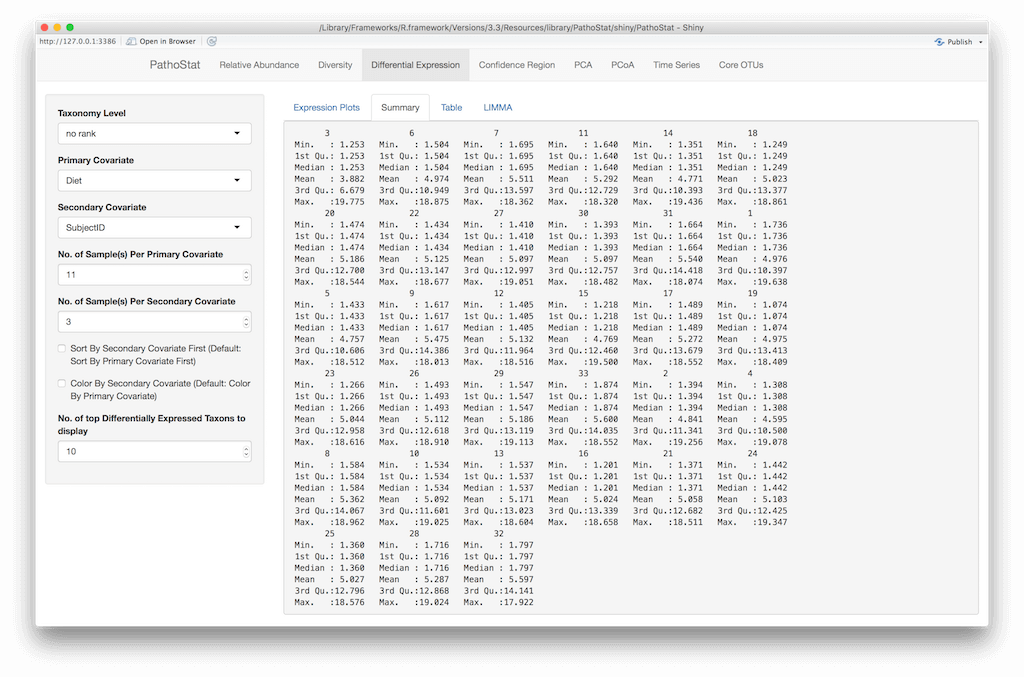 /Library/Frameworks/R.framework/Versions/3.3/Resources/library/PathoStat/shiny/PathoStat - Shiny
http://127.0.0.1:3386 Open in Browser Publish
PathoStat Relative Abundance Diversity Differential Expression Confidence Region PCA PCoA Time Series Core OTUs
Taxonomy Level
no rank
Primary Covariate
Diet
Secondary Covariate
SubjectID
No. of Sample(s) Per Primary Covariate
11
No. of Sample(s) Per Secondary Covariate
3
Sort By Secondary Covariate First (Default:
Sort By Primary Covariate First)
Color By Secondary Covariate (Default: Color
By Primary Covariate)
No. of top Differentially Expressed Taxons to
display
10
Expression Plots Summary Table LIMMA
3 6 7 11 14 18
Min. : 1.253 Min. : 1.504 Min. : 1.695 Min. : 1.640 Min. : 1.351 Min. : 1.249
1st Qu.: 1.253 1st Qu.: 1.504 1st Qu.: 1.695 1st Qu.: 1.640 1st Qu.: 1.351 1st Qu.: 1.249
Median : 1.253 Median : 1.504 Median : 1.695 Median : 1.640 Median : 1.351 Median : 1.249
Mean : 3.882 Mean : 4.974 Mean : 5.511 Mean : 5.292 Mean : 4.771 Mean : 5.023
3rd Qu.: 6.679 3rd Qu.:10.949 3rd Qu.:13.597 3rd Qu.:12.729 3rd Qu.:10.393 3rd Qu.:13.377
Max. :19.775 Max. :18.875 Max. :18.362 Max. :18.320 Max. :19.436 Max. :18.861
20 22 27 30 31 1
Min. : 1.474 Min. : 1.434 Min. : 1.410 Min. : 1.393 Min. : 1.664 Min. : 1.736
1st Qu.: 1.474 1st Qu.: 1.434 1st Qu.: 1.410 1st Qu.: 1.393 1st Qu.: 1.664 1st Qu.: 1.736
Median : 1.474 Median : 1.434 Median : 1.410 Median : 1.393 Median : 1.664 Median : 1.736
Mean : 5.186 Mean : 5.125 Mean : 5.097 Mean : 5.097 Mean : 5.540 Mean : 4.976
3rd Qu.:12.700 3rd Qu.:13.147 3rd Qu.:12.997 3rd Qu.:12.757 3rd Qu.:14.418 3rd Qu.:10.397
Max. :18.544 Max. :18.677 Max. :19.051 Max. :18.482 Max. :18.074 Max. :19.638
5 9 12 15 17 19
Min. : 1.433 Min. : 1.617 Min. : 1.405 Min. : 1.218 Min. : 1.489 Min. : 1.074
1st Qu.: 1.433 1st Qu.: 1.617 1st Qu.: 1.405 1st Qu.: 1.218 1st Qu.: 1.489 1st Qu.: 1.074
Median : 1.433 Median : 1.617 Median : 1.405 Median : 1.218 Median : 1.489 Median : 1.074
Mean : 4.757 Mean : 5.475 Mean : 5.132 Mean : 4.769 Mean : 5.272 Mean : 4.975
3rd Qu.:10.606 3rd Qu.:14.386 3rd Qu.:11.964 3rd Qu.:12.460 3rd Qu.:13.679 3rd Qu.:13.413
Max. :18.512 Max. :18.013 Max. :18.516 Max. :19.500 Max. :18.552 Max. :18.409
23 26 29 33 2 4
Min. : 1.266 Min. : 1.493 Min. : 1.547 Min. : 1.874 Min. : 1.394 Min. : 1.308
1st Qu.: 1.266 1st Qu.: 1.493 1st Qu.: 1.547 1st Qu.: 1.874 1st Qu.: 1.394 1st Qu.: 1.308
Median : 1.266 Median : 1.493 Median : 1.547 Median : 1.874 Median : 1.394 Median : 1.308
Mean : 5.044 Mean : 5.112 Mean : 5.186 Mean : 5.600 Mean : 4.841 Mean : 4.595
3rd Qu.:12.958 3rd Qu.:12.618 3rd Qu.:13.119 3rd Qu.:14.035 3rd Qu.:11.341 3rd Qu.:10.500
Max. :18.616 Max. :18.910 Max. :19.113 Max. :18.552 Max. :19.256 Max. :19.078
8 10 13 16 21 24
Min. : 1.584 Min. : 1.534 Min. : 1.537 Min. : 1.201 Min. : 1.371 Min. : 1.442
1st Qu.: 1.584 1st Qu.: 1.534 1st Qu.: 1.537 1st Qu.: 1.201 1st Qu.: 1.371 1st Qu.: 1.442
Median : 1.584 Median : 1.534 Median : 1.537 Median : 1.201 Median : 1.371 Median : 1.442
Mean : 5.362 Mean : 5.092 Mean : 5.171 Mean : 5.024 Mean : 5.058 Mean : 5.103
3rd Qu.:14.067 3rd Qu.:11.601 3rd Qu.:13.023 3rd Qu.:13.339 3rd Qu.:12.682 3rd Qu.:12.425
Max. :18.962 Max. :19.025 Max. :18.604 Max. :18.658 Max. :18.511 Max. :19.347
25 28 32
Min. : 1.360 Min. : 1.716 Min. : 1.797
1st Qu.: 1.360 1st Qu.: 1.716 1st Qu.: 1.797
Median : 1.360 Median : 1.716 Median : 1.797
Mean : 5.027 Mean : 5.287 Mean : 5.597
3rd Qu.:12.796 3rd Qu.:12.868 3rd Qu.:14.141
Max. :18.576 Max. :19.024 Max. :17.922